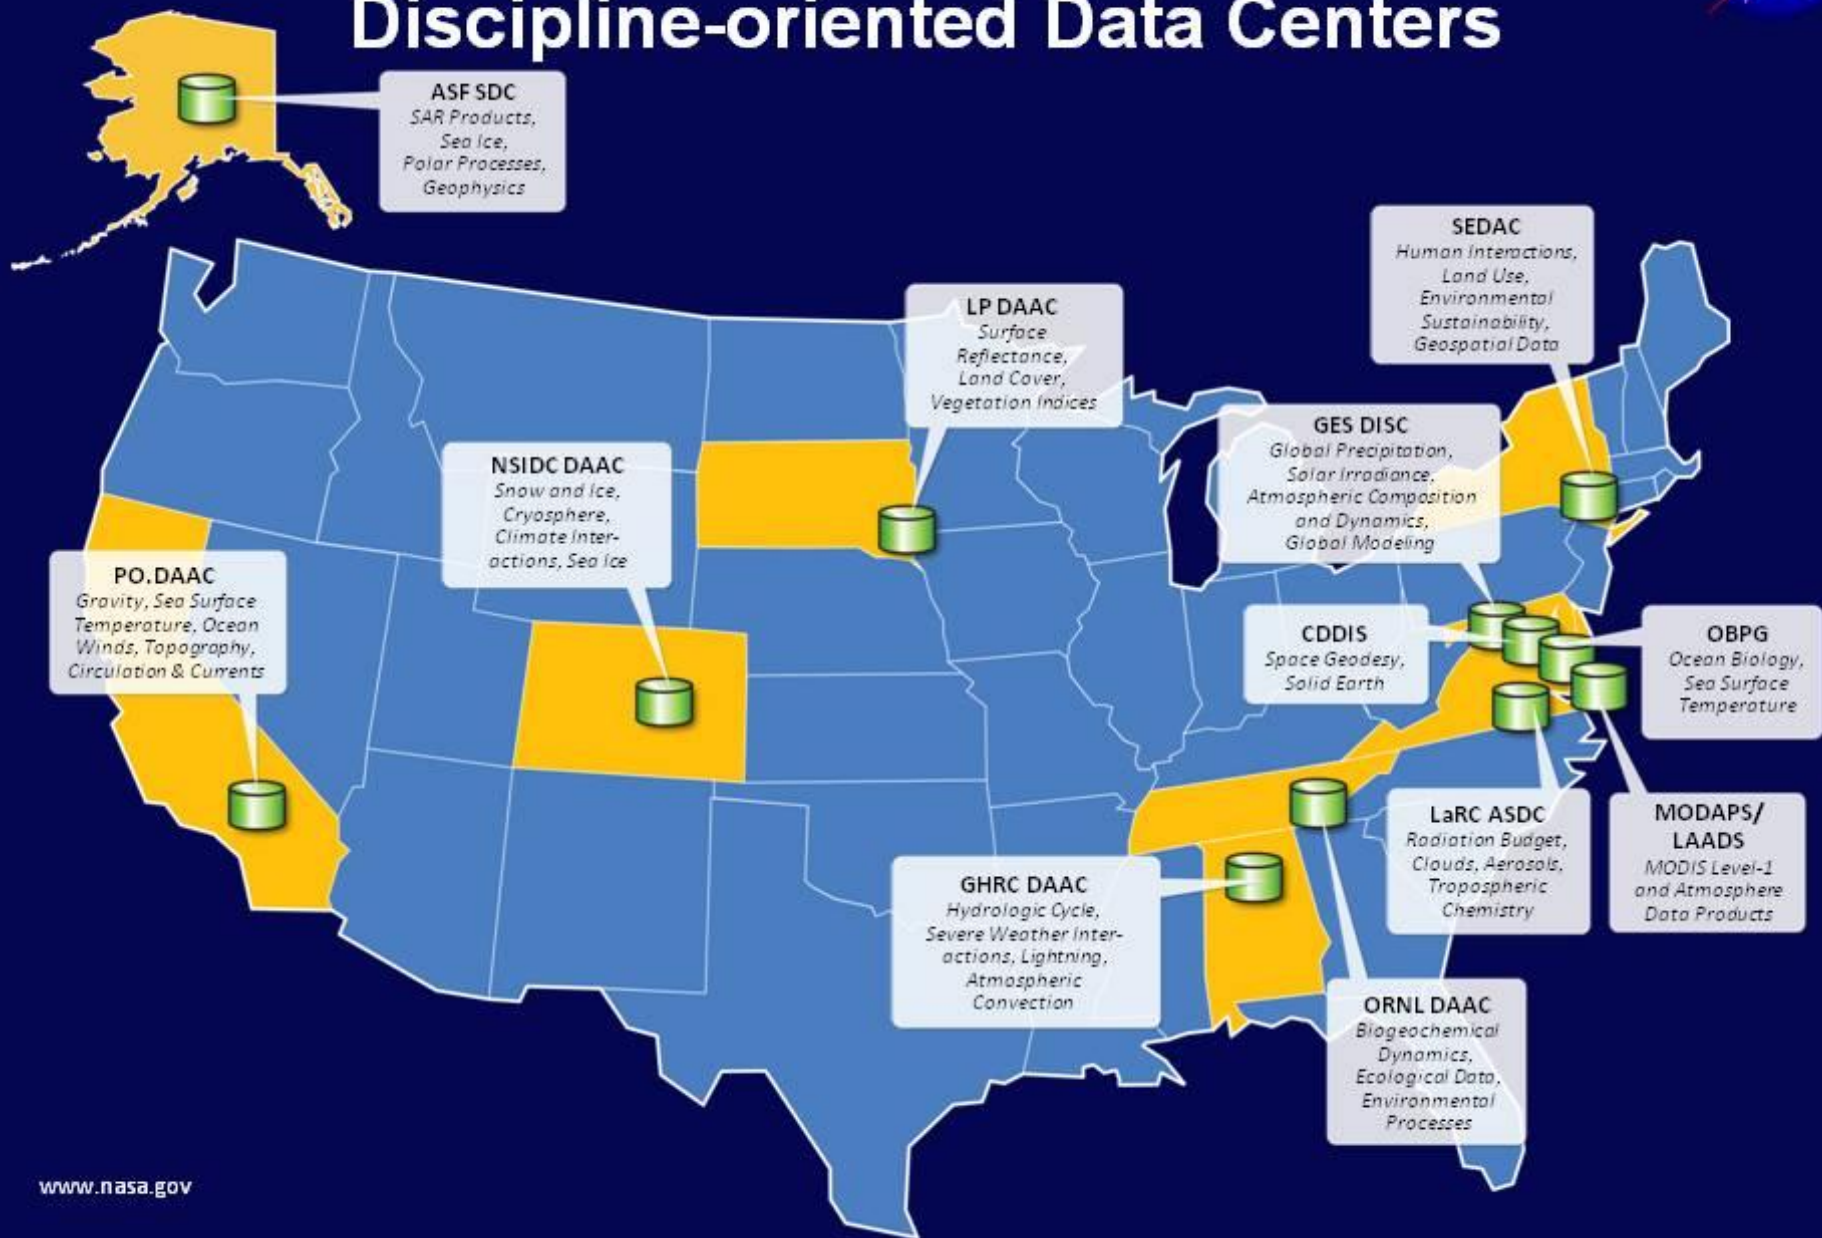 Discipline-oriented Data Centers
ASF SDC
SAR Products,
Sea Ice,
Polar Processes,
Geophysics
SEDAC
Human Interactions,
Land Use,
Environmental
Sustainability,
Geospatial Data
LP DAAC
Surface
Reflectance,
Land Cover,
Vegetation Indices
GES DISC
Global Precipitation,
Solar Irradiance,
Atmospheric Composition
and Dynamics,
Global Modeling
NSIDC DAAC
Snow and Ice,
Cryosphere,
Climate Inter-
actions, Sea Ice
PO.DAAC
Gravity, Sea Surface
Temperature, Ocean
Winds, Topography,
Circulation & Currents
CDDIS
Space Geodesy,
Solid Earth
OBPG
Ocean Biology,
Sea Surface
Temperature
LaRC ASDC
Radiation Budget,
Clouds, Aerosols,
Tropospheric
Chemistry
MODAPS/
LAADS
MODIS Level-1
and Atmosphere
Data Products
GHRC DAAC
Hydrologic Cycle,
Severe Weather Inter-
actions, Lightning,
Atmospheric
Convection
ORNL DAAC
Biogeochemical
Dynamics,
Ecological Data,
Environmental
Processes
www.nasa.gov